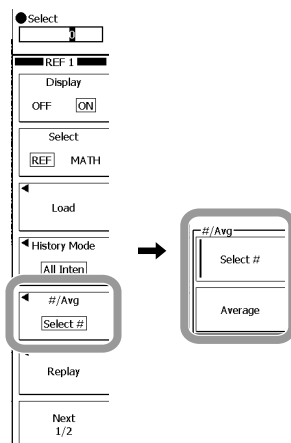 Select
0
REF 1
Display
OFF ON
Select
REF MATH
Load
History Mode
All Inten
#/Avg
Select #
Replay
Next
1/2
#/Avg
Select #
Average